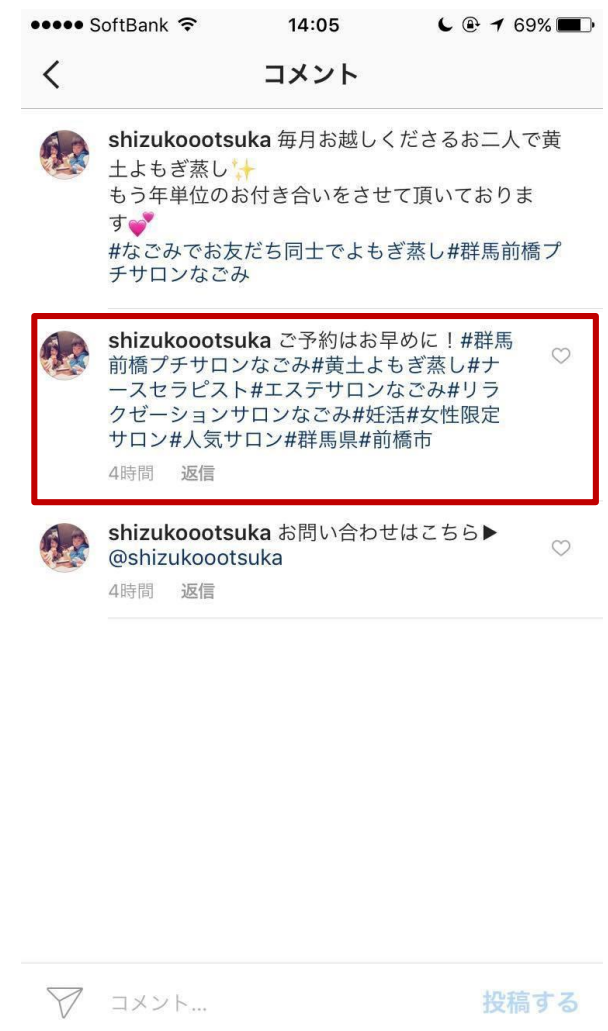 SoftBank 14:05 69%
コメント
shizukoootsuka 毎月お越しくださるお二人で黄
土よもぎ蒸し✨
もう年単位のお付き合いをさせて頂いておりま
す💕
#なごみでお友だち同士でよもぎ蒸し#群馬前橋プ
チサロンなごみ
shizukoootsuka ご予約はお早めに！#群馬
前橋プチサロンなごみ#黄土よもぎ蒸し#ナ
ースセラピスト#エステサロンなごみ#リラ
クゼーションサロンなごみ#妊活#女性限定
サロン#人気サロン#群馬県#前橋市
4時間 返信
shizukoootsuka お問い合わせはこちら▶
@shizukoootsuka
4時間 返信
コメント... 投稿する